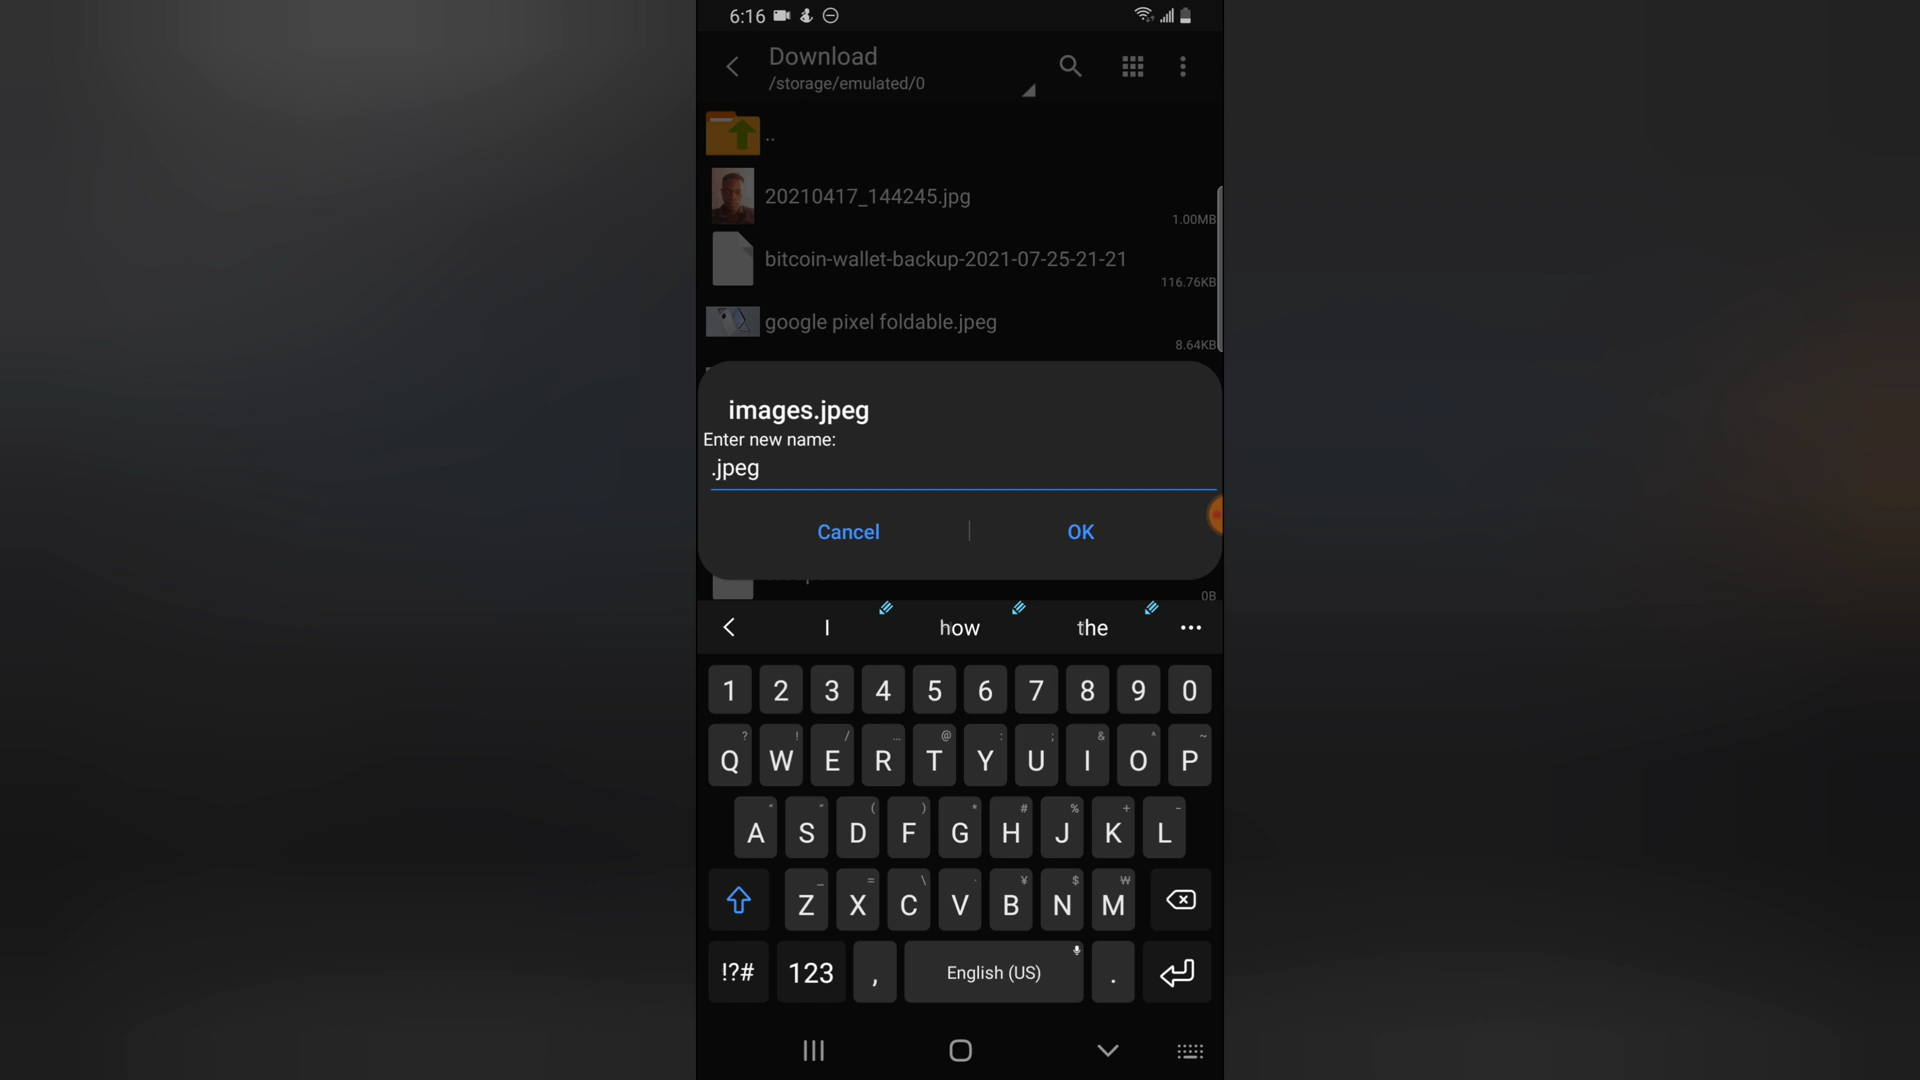 6:16
Download
/storage/emulated/0
..
20210417_144245.jpg
1.00MB
bitcoin-wallet-backup-2021-07-25-21-21
116.76KB
google pixel foldable.jpeg
8.64KB
images.jpeg
Enter new name:
.jpeg
Cancel | OK
0B
I how the ...
1 2 3 4 5 6 7 8 9 0
? ! / ... @ : ; & ^ ~
Q W E R T Y U I O P
" " ( ) * # % + -
A S D F G H J K L
_ = \ · ¥ $ ₩
Z X C V B N M
!?# 123 , English (US) .